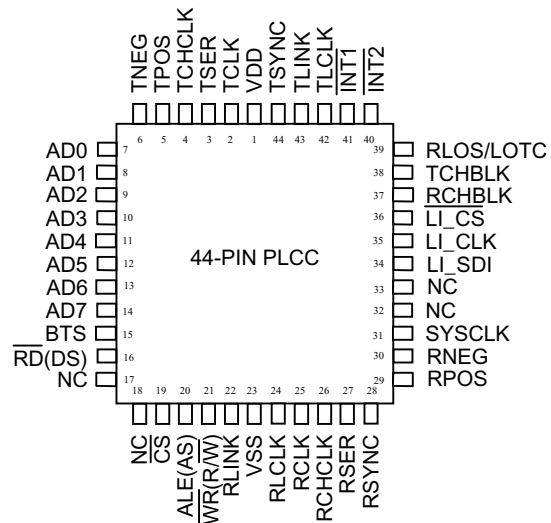 TNEG
TPOS
TCHCLK
TSER
TCLK
VDD
TSYNC
TLINK
TLCLK
INT1
INT2
6 5 4 3 2 1 44 43 42 41 40
AD0 7
AD1 8
AD2 9
AD3 10
AD4 11
AD5 12
AD6 13
AD7 14
BTS 15
RD(DS) 16
NC 17
44-PIN PLCC
39 RLOS/LOTC
38 TCHBLK
37 RCHBLK
36 LI_CS
35 LI_CLK
34 LI_SDI
33 NC
32 NC
31 SYSCLK
30 RNEG
29 RPOS
18 19 20 21 22 23 24 25 26 27 28
NC
CS
ALE(AS)
WR(R/W)
RLINK
VSS
RLCLK
RCLK
RCHCLK
RSER
RSYNC